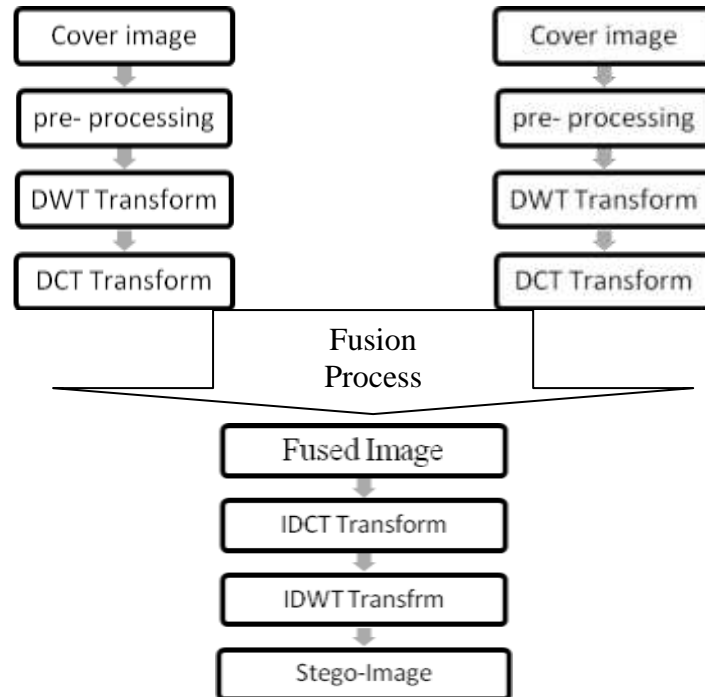 Cover image
pre- processing
DWT Transform
DCT Transform
Cover image
pre- processing
DWT Transform
DCT Transform
Fusion
Process
Fused Image
IDCT Transform
IDWT Transfrm
Stego-Image